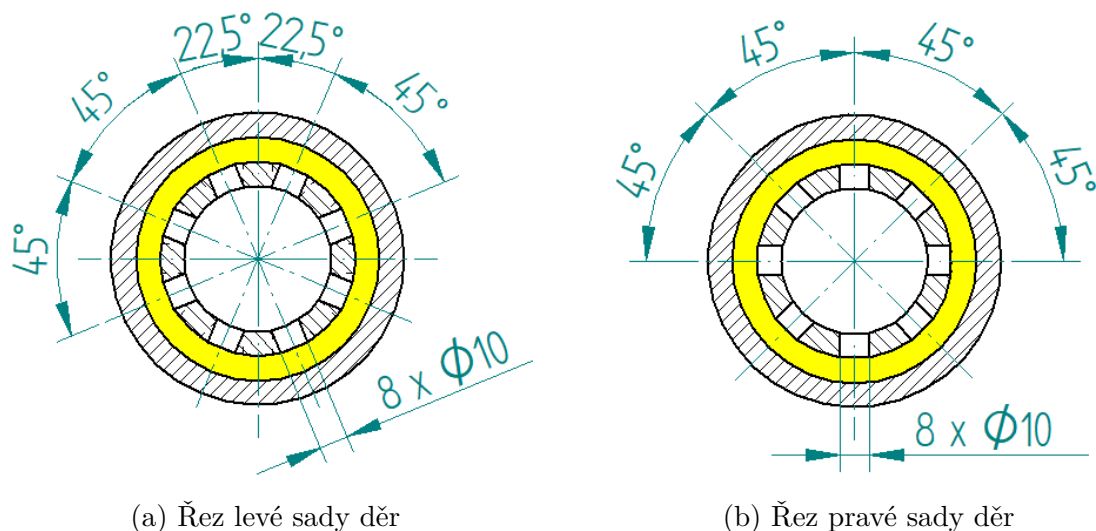 22,5° 22,5°
45° 45°
45°
8 x Φ10
(a) Řez levé sady děr
45° 45°
45° 45°
8 x Φ10
(b) Řez pravé sady děr